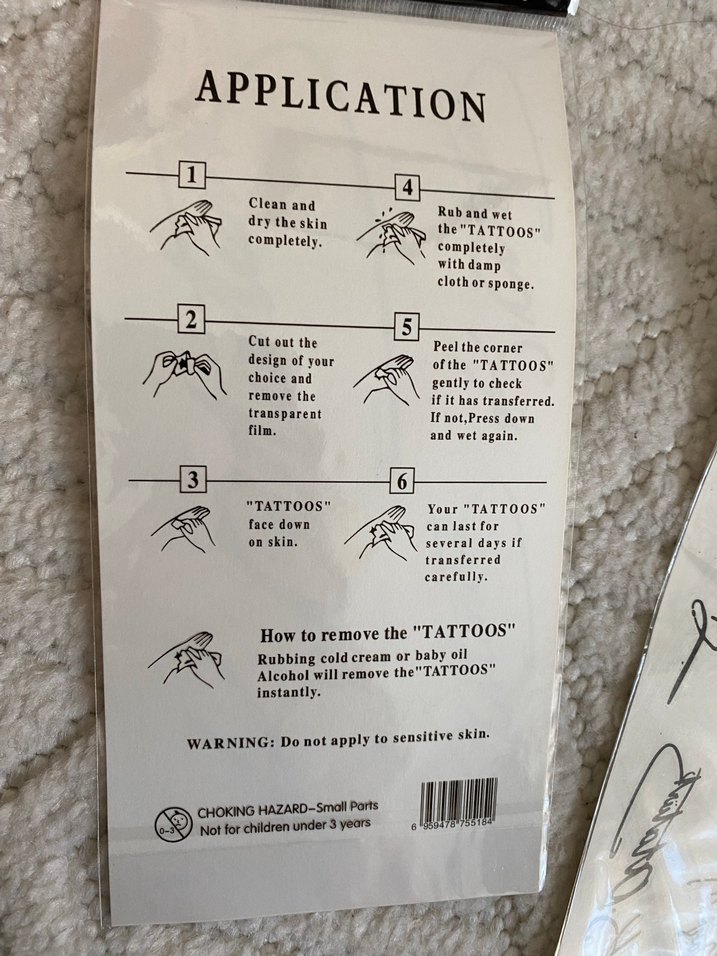 APPLICATION
1
Clean and
dry the skin
completely.
2
Cut out the
design of your
choice and
remove the
transparent
film.
3
"TATTOOS"
face down
on skin.
4
Rub and wet
the "TATTOOS"
completely
with damp
cloth or sponge.
5
Peel the corner
of the "TATTOOS"
gently to check
if it has transferred.
If not,Press down
and wet again.
6
Your "TATTOOS"
can last for
several days if
transferred
carefully.
How to remove the "TATTOOS"
Rubbing cold cream or baby oil
Alcohol will remove the"TATTOOS"
instantly.
WARNING: Do not apply to sensitive skin.
0-3
CHOKING HAZARD–Small Parts
Not for children under 3 years
6 959478 755184